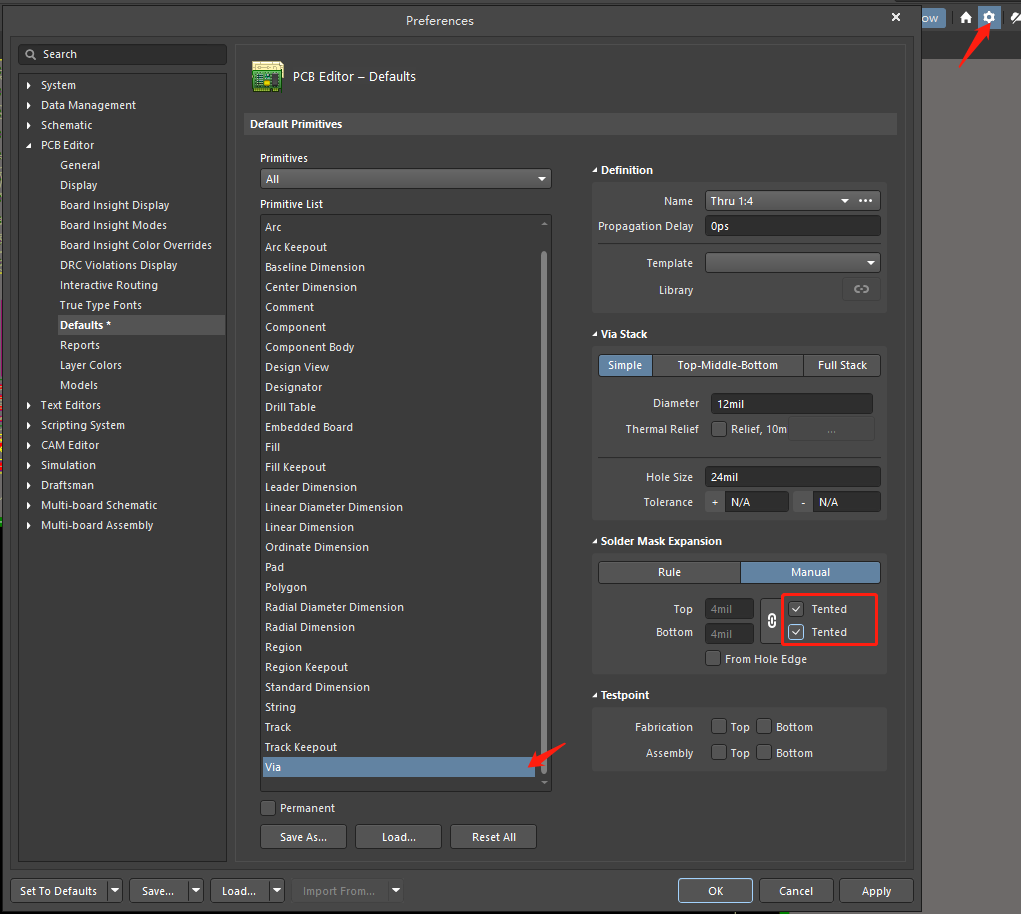 Preferences
ow
Search
System
Data Management
Schematic
PCB Editor
General
Display
Board Insight Display
Board Insight Modes
Board Insight Color Overrides
DRC Violations Display
Interactive Routing
True Type Fonts
Defaults *
Reports
Layer Colors
Models
Text Editors
Scripting System
CAM Editor
Simulation
Draftsman
Multi-board Schematic
Multi-board Assembly
PCB Editor – Defaults
Default Primitives
Primitives
All
Primitive List
Arc
Arc Keepout
Baseline Dimension
Center Dimension
Comment
Component
Component Body
Design View
Designator
Drill Table
Embedded Board
Fill
Fill Keepout
Leader Dimension
Linear Diameter Dimension
Linear Dimension
Ordinate Dimension
Pad
Polygon
Radial Diameter Dimension
Radial Dimension
Region
Region Keepout
Standard Dimension
String
Track
Track Keepout
Via
Permanent
Save As... Load... Reset All
Definition
Name Thru 1:4 ...
Propagation Delay 0ps
Template
Library
Via Stack
Simple Top-Middle-Bottom Full Stack
Diameter 12mil
Thermal Relief Relief, 10m ...
Hole Size 24mil
Tolerance + N/A - N/A
Solder Mask Expansion
Rule Manual
Top 4mil Tented
Bottom 4mil Tented
From Hole Edge
Testpoint
Fabrication Top Bottom
Assembly Top Bottom
Set To Defaults Save... Load... Import From... OK Cancel Apply